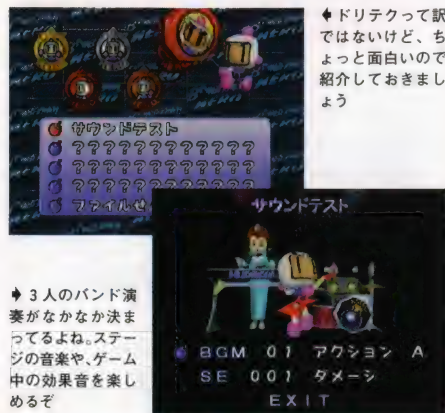 ♦ドリテクって訳
ではないけど、ち
ょっと面白いので
紹介しておきまし
ょう
サウンドテスト
????????????
????????????
????????????
ファイルせ
♦3人のバンド演
奏がなかなか決ま
ってるよね。ステー
ジの音楽や、ゲーム
中の効果音を楽し
めるぞ
サウンドテスト
BGM 01 アクション A
SE 001 ダメージ
EXIT